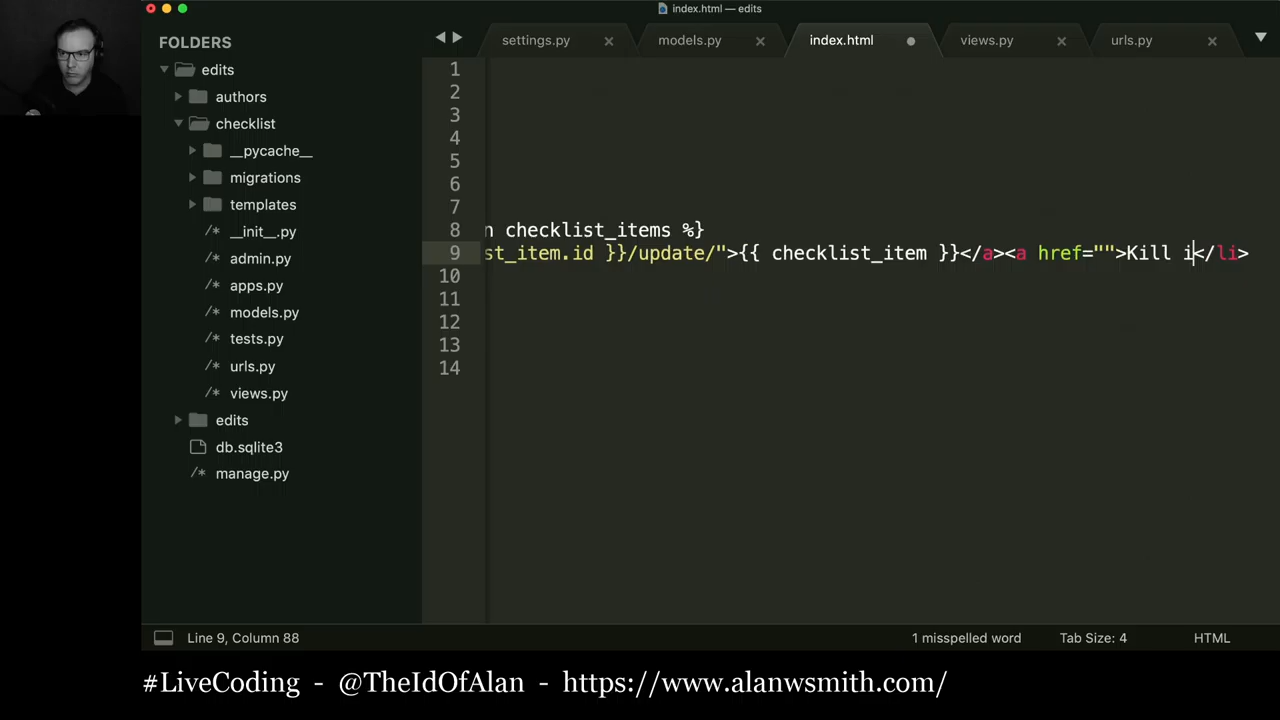 index.html — edits
FOLDERS
edits
authors
checklist
__pycache__
migrations
templates
/* __init__.py
/* admin.py
/* apps.py
/* models.py
/* tests.py
/* urls.py
/* views.py
edits
db.sqlite3
/* manage.py
settings.py
models.py
index.html
views.py
urls.py
1
2
3
4
5
6
7
8 n checklist_items %}
9 st_item.id }}/update/">{{ checklist_item }}</a><a href="">Kill i</li>
10
11
12
13
14
Line 9, Column 88
1 misspelled word
Tab Size: 4
HTML
#LiveCoding - @TheIdOfAlan - https://www.alanwsmith.com/